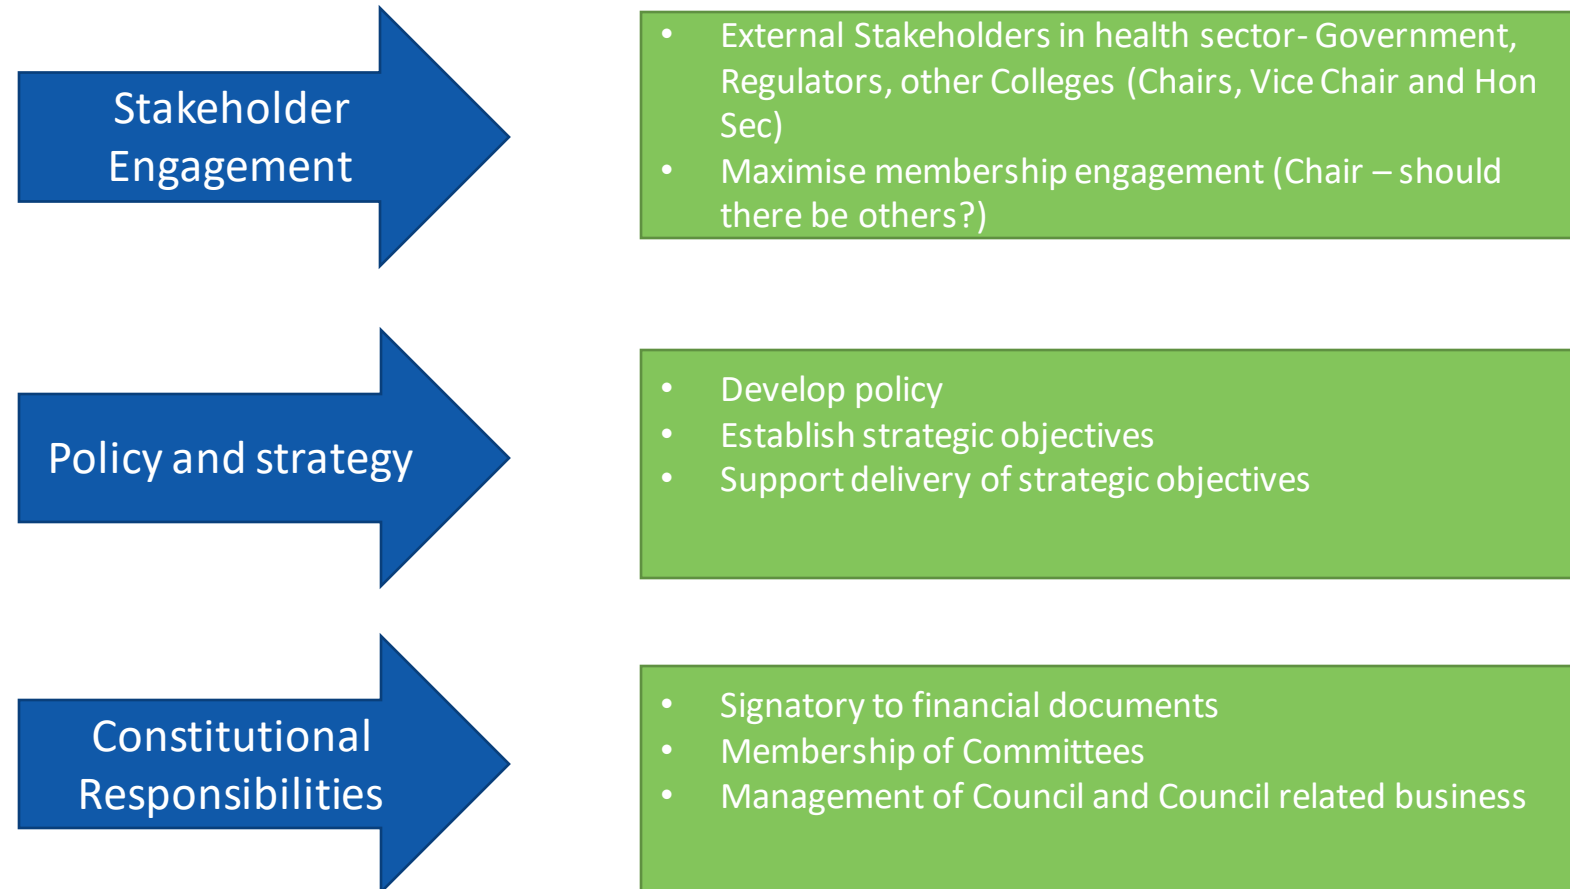 Stakeholder
Engagement
• External Stakeholders in health sector- Government,
Regulators, other Colleges (Chairs, Vice Chair and Hon
Sec)
• Maximise membership engagement (Chair – should
there be others?)
Policy and strategy
• Develop policy
• Establish strategic objectives
• Support delivery of strategic objectives
Constitutional
Responsibilities
• Signatory to financial documents
• Membership of Committees
• Management of Council and Council related business